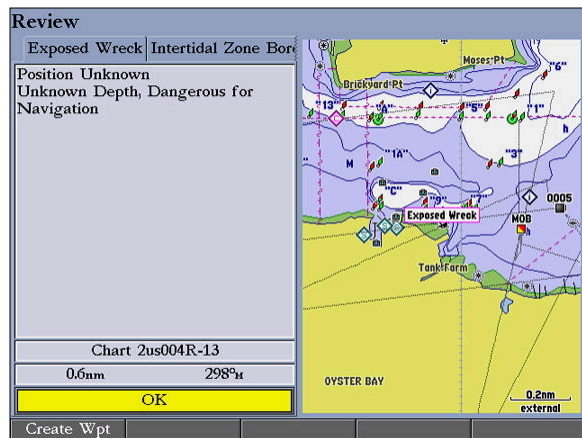 Review
Exposed Wreck
Intertidal Zone Bor
Position Unknown
Unknown Depth, Dangerous for
Navigation
Chart 2us004R-13
0.6nm 298°M
OK
Create Wpt
Moses Pt
"6"
Brickyard Pt
"13"
"A"
"5"
"1"
h
M
"1A"
"3"
"C"
"9"
"7"
0005
Exposed Wreck
MOB
h
Tank Farm
OYSTER BAY
0.2nm
external